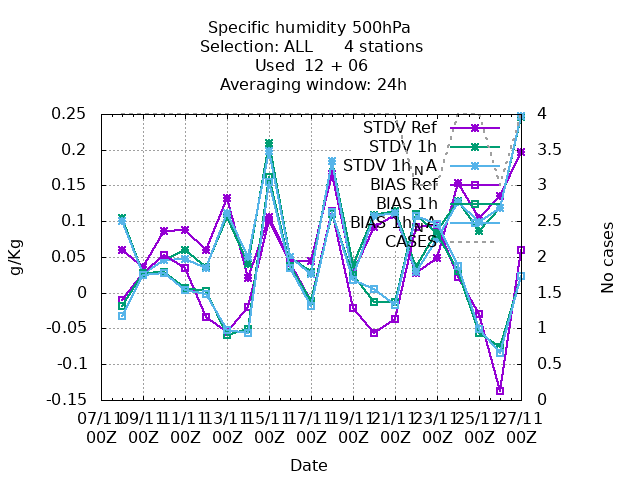 Specific humidity 500hPa
Selection: ALL 4 stations
Used 12 + 06
Averaging window: 24h
0.25
0.2
0.15
0.1
0.05
0
-0.05
-0.1
-0.15
g/Kg
4
3.5
3
2.5
2
1.5
1
0.5
0
No cases
STDV Ref
STDV 1h
STDV 1h_N A
BIAS Ref
BIAS 1h
BIAS 1h_N A
CASES
07/11 09/11 11/11 13/11 15/11 17/11 19/11 21/11 23/11 25/11 27/11
00Z 00Z 00Z 00Z 00Z 00Z 00Z 00Z 00Z 00Z 00Z
Date